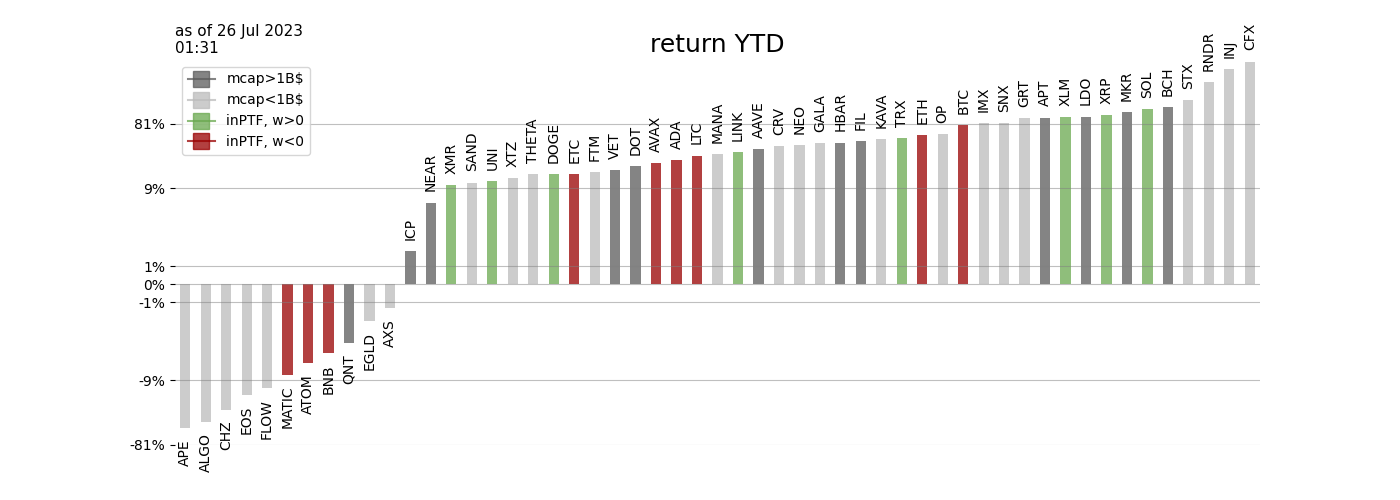 as of 26 Jul 2023
01:31
return YTD
mcap>1B$
mcap<1B$
inPTF, w>0
inPTF, w<0
81%
9%
1%
0%
-1%
-9%
-81%
APE
ALGO
CHZ
EOS
FLOW
MATIC
ATOM
BNB
QNT
EGLD
AXS
ICP
NEAR
XMR
SAND
UNI
XTZ
THETA
DOGE
ETC
FTM
VET
DOT
AVAX
ADA
LTC
MANA
LINK
AAVE
CRV
NEO
GALA
HBAR
FIL
KAVA
TRX
ETH
OP
BTC
IMX
SNX
GRT
APT
XLM
LDO
XRP
MKR
SOL
BCH
STX
RNDR
INJ
CFX